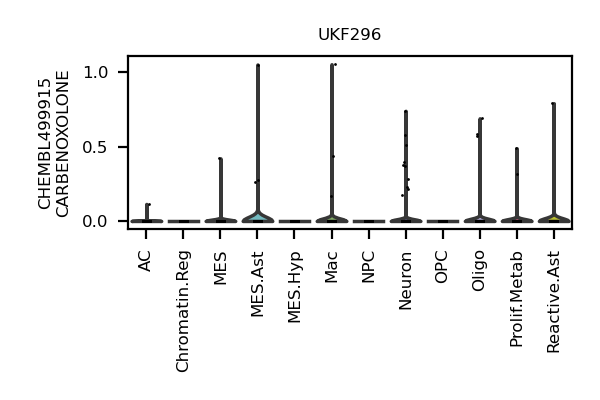 UKF296
CHEMBL499915
CARBENOXOLONE
1.0
0.5
0.0
AC
Chromatin.Reg
MES
MES.Ast
MES.Hyp
Mac
NPC
Neuron
OPC
Oligo
Prolif.Metab
Reactive.Ast